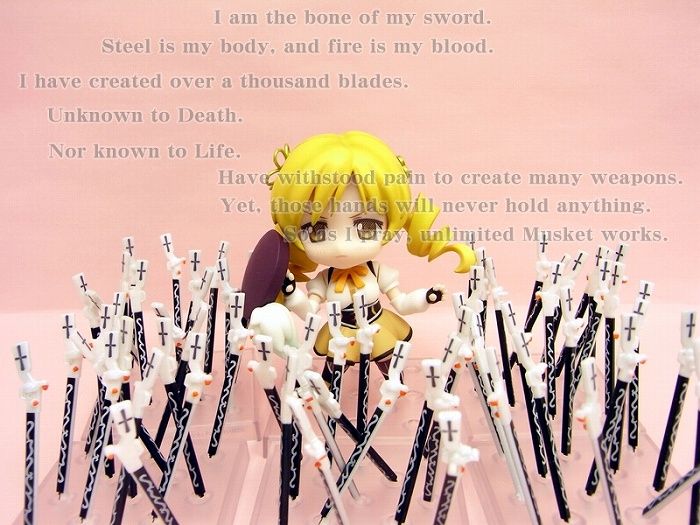 I am the bone of my sword.
Steel is my body, and fire is my blood.
I have created over a thousand blades.
Unknown to Death.
Nor known to Life.
Have withstood pain to create many weapons.
Yet, those hands will never hold anything.
So as I pray, unlimited Musket works.